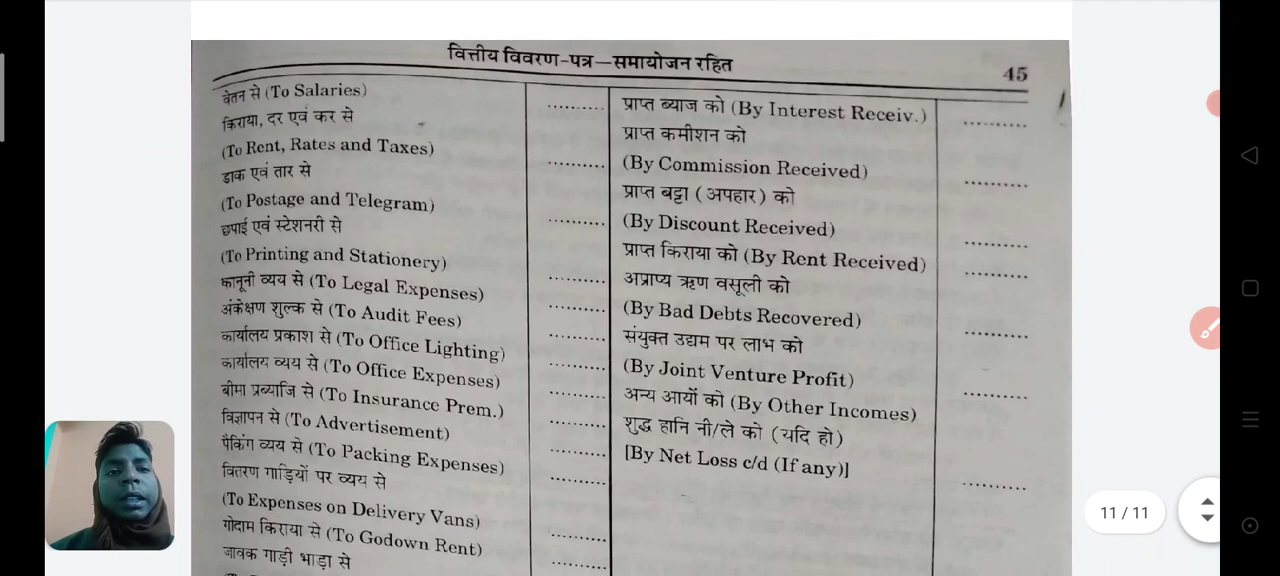 वित्तीय विवरण-पत्र—समायोजन रहित
45
वेतन से (To Salaries)
किराया, दर एवं कर से
(To Rent, Rates and Taxes)
डाक एवं तार से
(To Postage and Telegram)
छपाई एवं स्टेशनरी से
(To Printing and Stationery)
कानूनी व्यय से (To Legal Expenses)
अंकेक्षण शुल्क से (To Audit Fees)
कार्यालय प्रकाश से (To Office Lighting)
कार्यालय व्यय से (To Office Expenses)
बीमा प्रब्याजि से (To Insurance Prem.)
विज्ञापन से (To Advertisement)
पैकिंग व्यय से (To Packing Expenses)
वितरण गाड़ियों पर व्यय से
(To Expenses on Delivery Vans)
गोदाम किराया से (To Godown Rent)
जावक गाड़ी भाड़ा से
प्राप्त ब्याज को (By Interest Receiv.)
प्राप्त कमीशन को
(By Commission Received)
प्राप्त बट्टा (अपहार) को
(By Discount Received)
प्राप्त किराया को (By Rent Received)
अप्राप्य ऋण वसूली को
(By Bad Debts Recovered)
संयुक्त उद्यम पर लाभ को
(By Joint Venture Profit)
अन्य आयों को (By Other Incomes)
शुद्ध हानि नी/ले को (यदि हो)
[By Net Loss c/d (If any)]
11 / 11